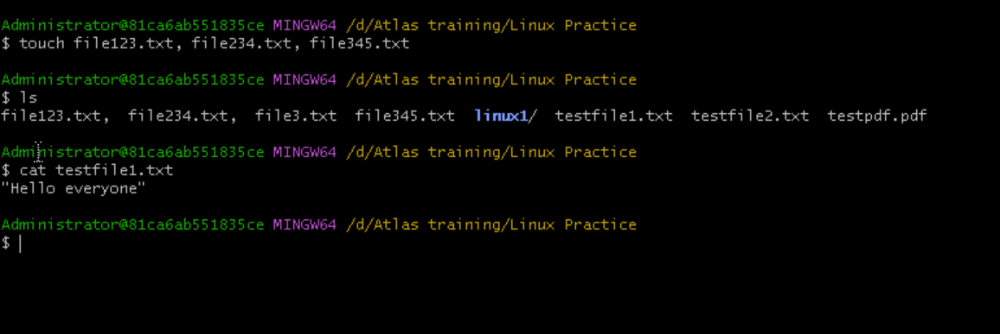 Administrator@81ca6ab551835ce MINGW64 /d/Atlas training/Linux Practice
$ touch file123.txt, file234.txt, file345.txt
Administrator@81ca6ab551835ce MINGW64 /d/Atlas training/Linux Practice
$ ls
file123.txt,  file234.txt,  file3.txt  file345.txt  linux1/  testfile1.txt  testfile2.txt  testpdf.pdf
Administrator@81ca6ab551835ce MINGW64 /d/Atlas training/Linux Practice
$ cat testfile1.txt
"Hello everyone"
Administrator@81ca6ab551835ce MINGW64 /d/Atlas training/Linux Practice
$